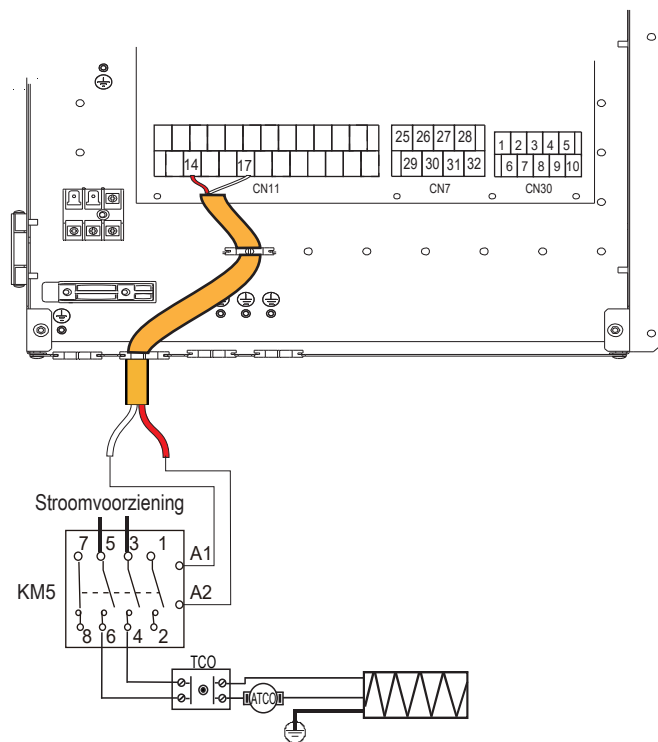 25 26 27 28
1 2 3 4 5
14 17
29 30 31 32
6 7 8 9 10
CN11 CN7 CN30
Stroomvoorziening
7 5 3 1
A1
KM5
A2
8 6 4 2
TCO
ATCO